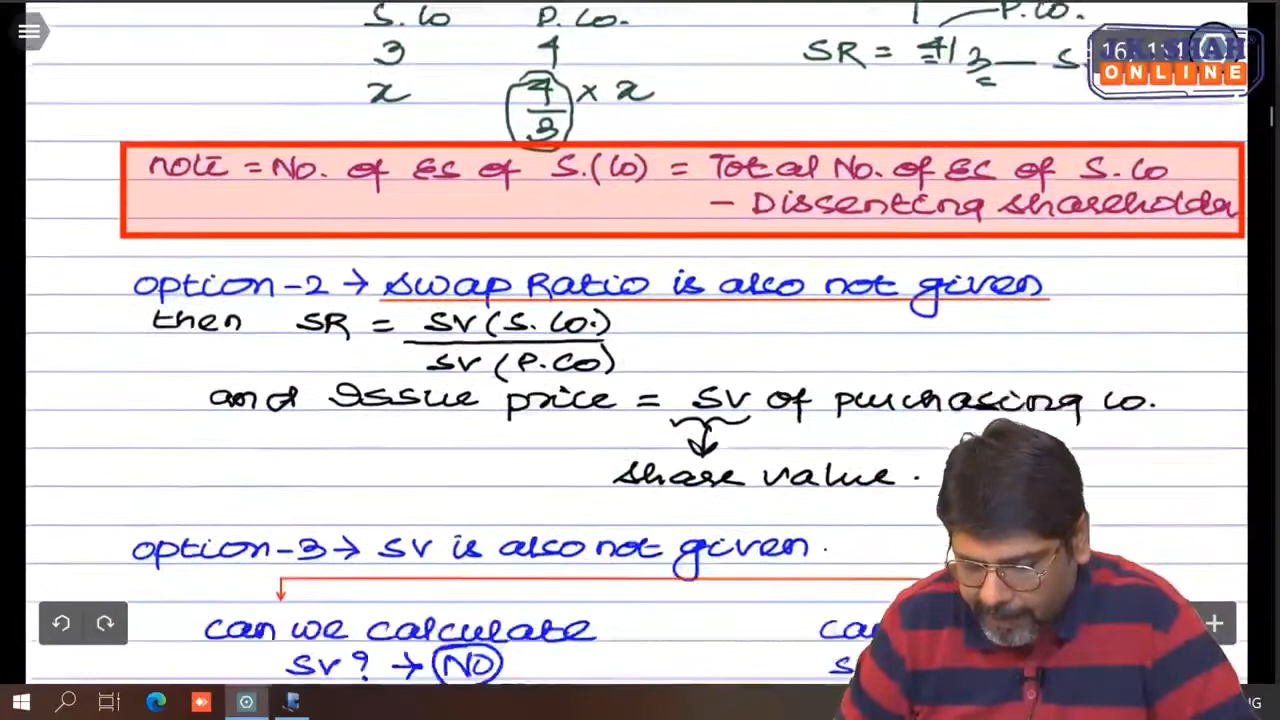 S. Co P. Co.
3 4
x 4/3 × x
P. Co.
SR = 4/3
16, 1
ONLINE
note = No. of ES of S.(Co) = Total No. of ES of S. Co
- Dissenting shareholder
option-2 → Swap Ratio is also not given
then SR = SV (S. Co.)
SV (P. Co)
and Issue price = SV of purchasing Co.
share value.
option-3 → SV is also not given.
can we calculate
SV? → NO